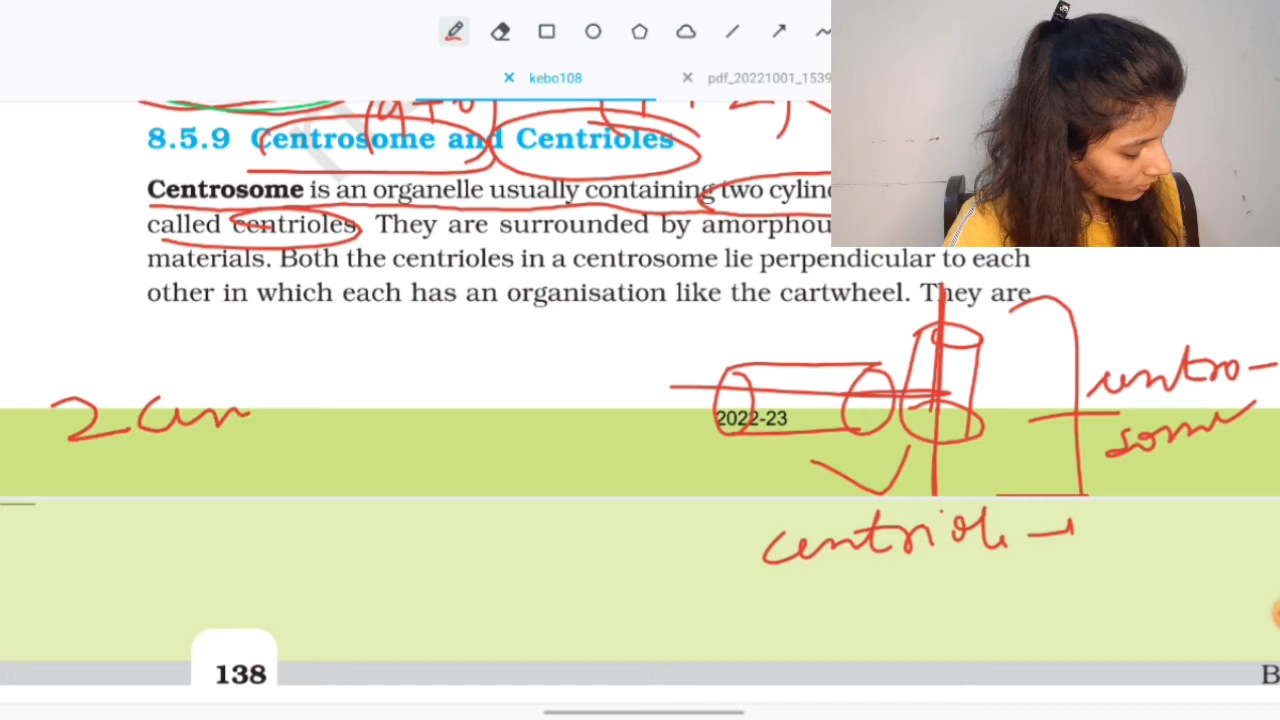 kebo108
pdf_20221001_1539
8.5.9 Centrosome and Centrioles
Centrosome is an organelle usually containing two cylin
called centrioles. They are surrounded by amorphou
materials. Both the centrioles in a centrosome lie perpendicular to each
other in which each has an organisation like the cartwheel. They are
centro-
some
2 cen
2022-23
centriole →
138
B